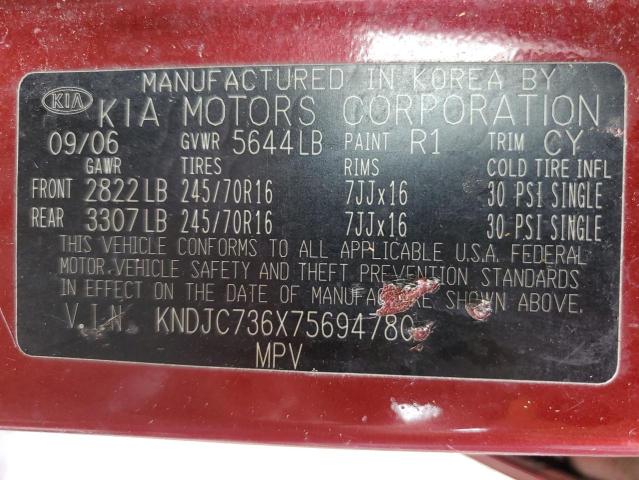 MANUFACTURED IN KOREA BY
KIA KIA MOTORS CORPORATION
09/06 GVWR 5644LB PAINT R1 TRIM CY
GAWR TIRES RIMS COLD TIRE INFL
FRONT 2822LB 245/70R16 7JJx16 30 PSI SINGLE
REAR 3307LB 245/70R16 7JJx16 30 PSI SINGLE
THIS VEHICLE CONFORMS TO ALL APPLICABLE U.S.A. FEDERAL
MOTOR VEHICLE SAFETY AND THEFT PREVENTION STANDARDS
IN EFFECT ON THE DATE OF MANUFACTURE SHOWN ABOVE.
V.I.N. KNDJC736X75694780
MPV